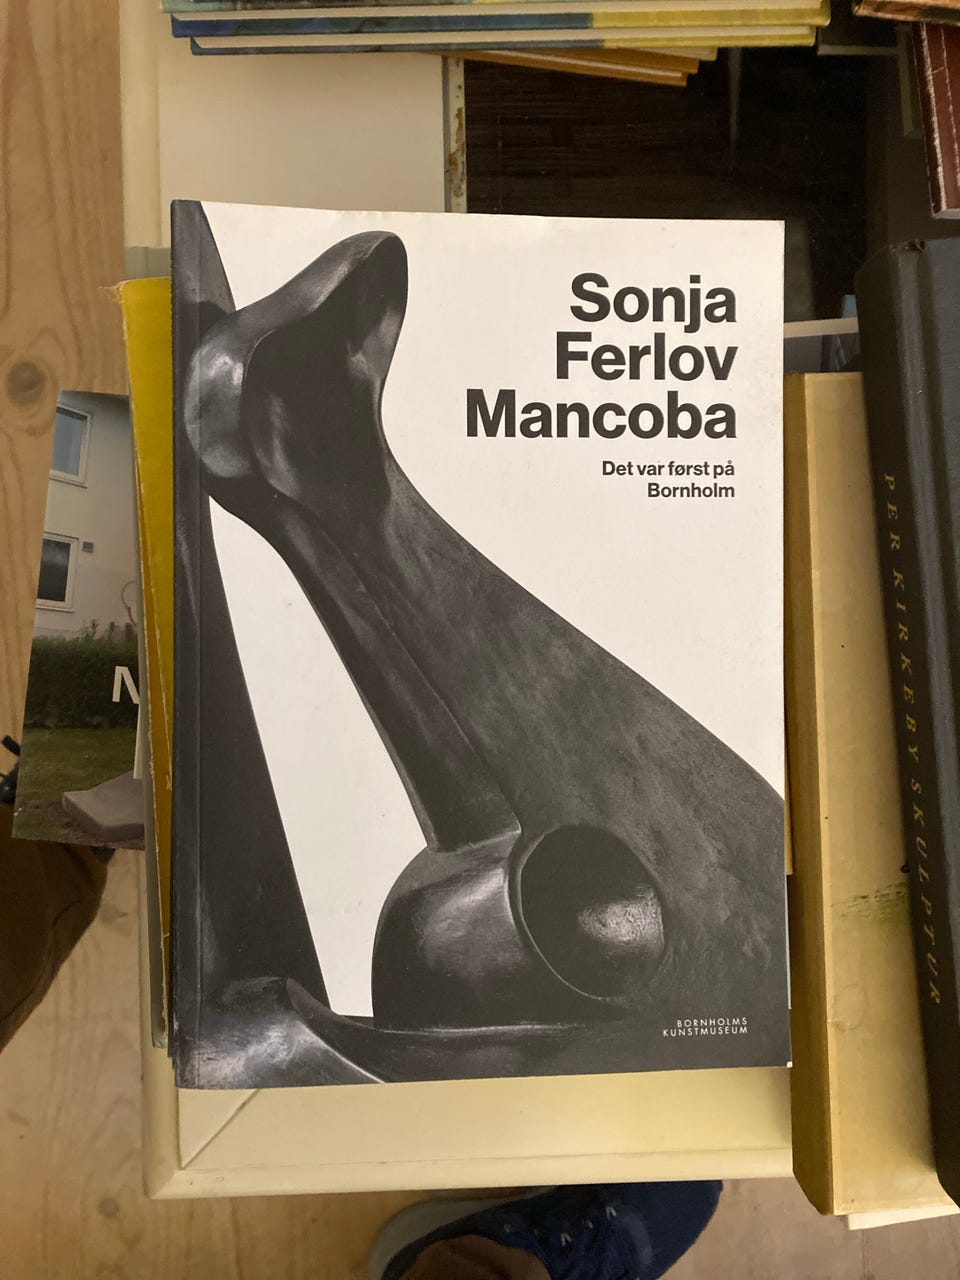 Sonja
Ferlov
Mancoba
Det var først på
Bornholm
BORNHOLMS
KUNSTMUSEUM
PER KIRKEBY SKULPTUR
N